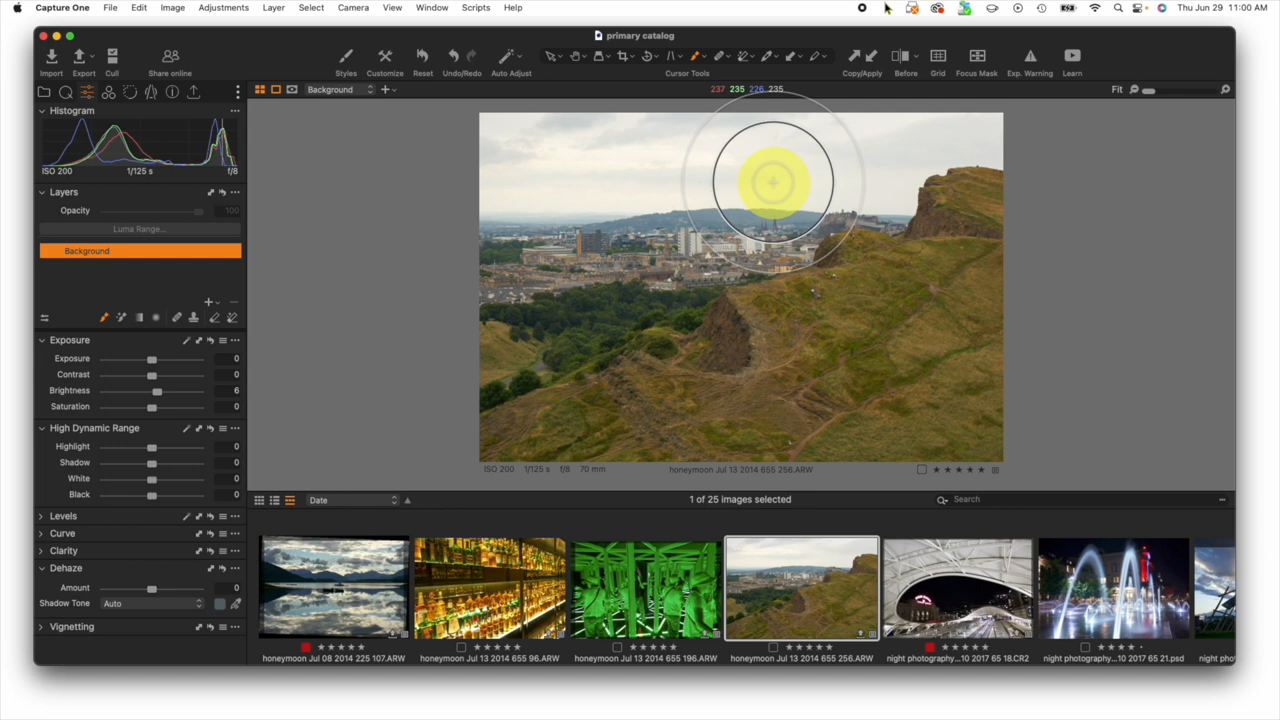 Capture One File Edit Image Adjustments Layer Select Camera View Window Scripts Help Thu Jun 29 11:00 AM
primary catalog
Import Export Cull Share online Styles Customize Reset Undo/Redo Auto Adjust Cursor Tools Copy/Apply Before Grid Focus Mask Exp. Warning Learn
Background 237 235 226 235 Fit
Histogram
ISO 200 1/125 s f/8
Layers
Opacity 100
Luma Range...
Background
Exposure
Exposure 0
Contrast 0
Brightness 6
Saturation 0
High Dynamic Range
Highlight 0
Shadow 0
White 0
Black 0
Levels
Curve
Clarity
Dehaze
Amount 0
Shadow Tone Auto
Vignetting
ISO 200 1/125 s f/8 70 mm honeymoon Jul 13 2014 655 256.ARW
Date 1 of 25 images selected Search
honeymoon Jul 08 2014 225 107.ARW
honeymoon Jul 13 2014 655 96.ARW
honeymoon Jul 13 2014 655 196.ARW
honeymoon Jul 13 2014 655 256.ARW
night photography...10 2017 65 18.CR2
night photography...10 2017 65 21.psd
night photography...